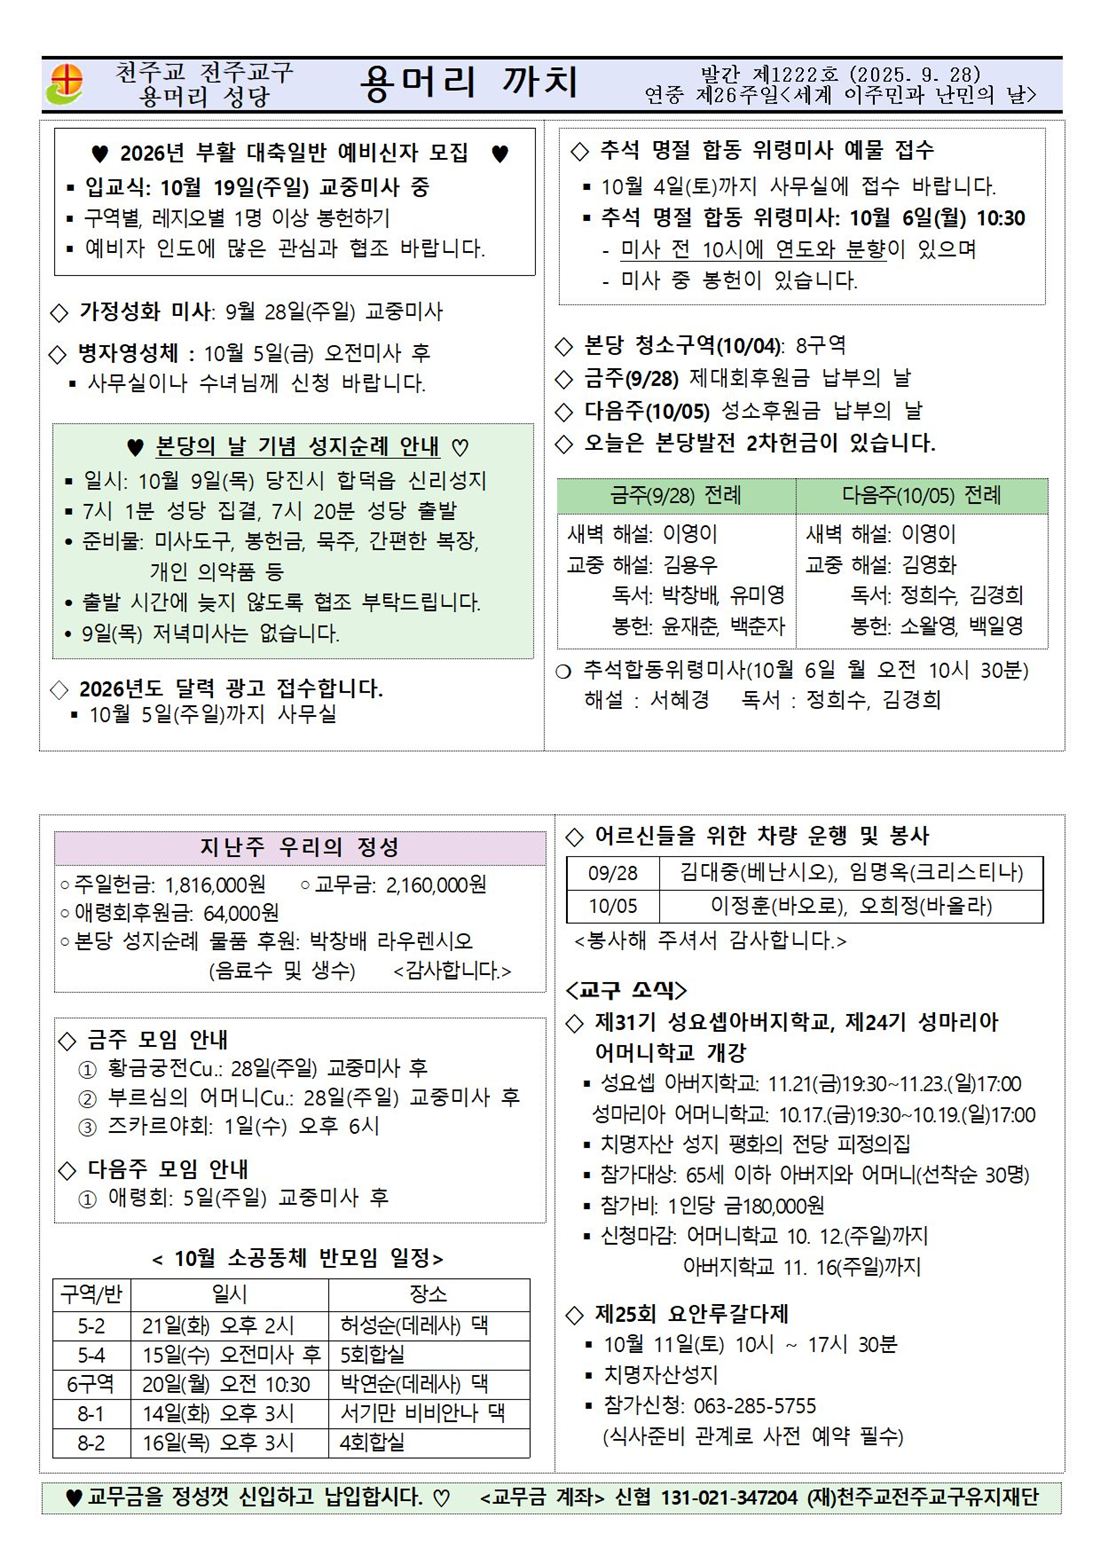 천주교 전주교구
용머리 성당
용머리 까치
발간 제1222호 (2025. 9. 28)
연중 제26주일<세계 이주민과 난민의 날>
♥ 2026년 부활 대축일반 예비신자 모집 ♥
▪ 입교식: 10월 19일(주일) 교중미사 중
▪ 구역별, 레지오별 1명 이상 봉헌하기
▪ 예비자 인도에 많은 관심과 협조 바랍니다.
◇ 가정성화 미사: 9월 28일(주일) 교중미사
◇ 병자영성체 : 10월 5일(금) 오전미사 후
▪ 사무실이나 수녀님께 신청 바랍니다.
♥ 본당의 날 기념 성지순례 안내 ♡
▪ 일시: 10월 9일(목) 당진시 합덕읍 신리성지
▪ 7시 1분 성당 집결, 7시 20분 성당 출발
• 준비물: 미사도구, 봉헌금, 묵주, 간편한 복장,
개인 의약품 등
• 출발 시간에 늦지 않도록 협조 부탁드립니다.
• 9일(목) 저녁미사는 없습니다.
◇ 2026년도 달력 광고 접수합니다.
▪ 10월 5일(주일)까지 사무실
◇ 추석 명절 합동 위령미사 예물 접수
▪ 10월 4일(토)까지 사무실에 접수 바랍니다.
▪ 추석 명절 합동 위령미사: 10월 6일(월) 10:30
- 미사 전 10시에 연도와 분향이 있으며
- 미사 중 봉헌이 있습니다.
◇ 본당 청소구역(10/04): 8구역
◇ 금주(9/28) 제대회후원금 납부의 날
◇ 다음주(10/05) 성소후원금 납부의 날
◇ 오늘은 본당발전 2차헌금이 있습니다.
금주(9/28) 전례 다음주(10/05) 전례
새벽 해설: 이영이 새벽 해설: 이영이
교중 해설: 김용우 교중 해설: 김영화
독서: 박창배, 유미영 독서: 정희수, 김경희
봉헌: 윤재춘, 백춘자 봉헌: 소왈영, 백일영
❍ 추석합동위령미사(10월 6일 월 오전 10시 30분)
해설 : 서혜경 독서 : 정희수, 김경희
지난주 우리의 정성
○ 주일헌금: 1,816,000원 ○ 교무금: 2,160,000원
○ 애령회후원금: 64,000원
○ 본당 성지순례 물품 후원: 박창배 라우렌시오
(음료수 및 생수) <감사합니다.>
◇ 금주 모임 안내
① 황금궁전Cu.: 28일(주일) 교중미사 후
② 부르심의 어머니Cu.: 28일(주일) 교중미사 후
③ 즈카르야회: 1일(수) 오후 6시
◇ 다음주 모임 안내
① 애령회: 5일(주일) 교중미사 후
< 10월 소공동체 반모임 일정>
구역/반 일시 장소
5-2 21일(화) 오후 2시 허성순(데레사) 댁
5-4 15일(수) 오전미사 후 5회합실
6구역 20일(월) 오전 10:30 박연순(데레사) 댁
8-1 14일(화) 오후 3시 서기만 비비안나 댁
8-2 16일(목) 오후 3시 4회합실
◇ 어르신들을 위한 차량 운행 및 봉사
09/28 김대중(베난시오), 임명옥(크리스티나)
10/05 이정훈(바오로), 오희정(바울라)
<봉사해 주셔서 감사합니다.>
<교구 소식>
◇ 제31기 성요셉아버지학교, 제24기 성마리아
어머니학교 개강
▪ 성요셉 아버지학교: 11.21(금)19:30~11.23.(일)17:00
성마리아 어머니학교: 10.17.(금)19:30~10.19.(일)17:00
▪ 치명자산 성지 평화의 전당 피정의집
▪ 참가대상: 65세 이하 아버지와 어머니(선착순 30명)
▪ 참가비: 1인당 금180,000원
▪ 신청마감: 어머니학교 10. 12.(주일)까지
아버지학교 11. 16(주일)까지
◇ 제25회 요안루갈다제
▪ 10월 11일(토) 10시 ~ 17시 30분
▪ 치명자산성지
▪ 참가신청: 063-285-5755
(식사준비 관계로 사전 예약 필수)
♥ 교무금을 정성껏 신입하고 납입합시다. ♡ <교무금 계좌> 신협 131-021-347204 (재)천주교전주교구유지재단